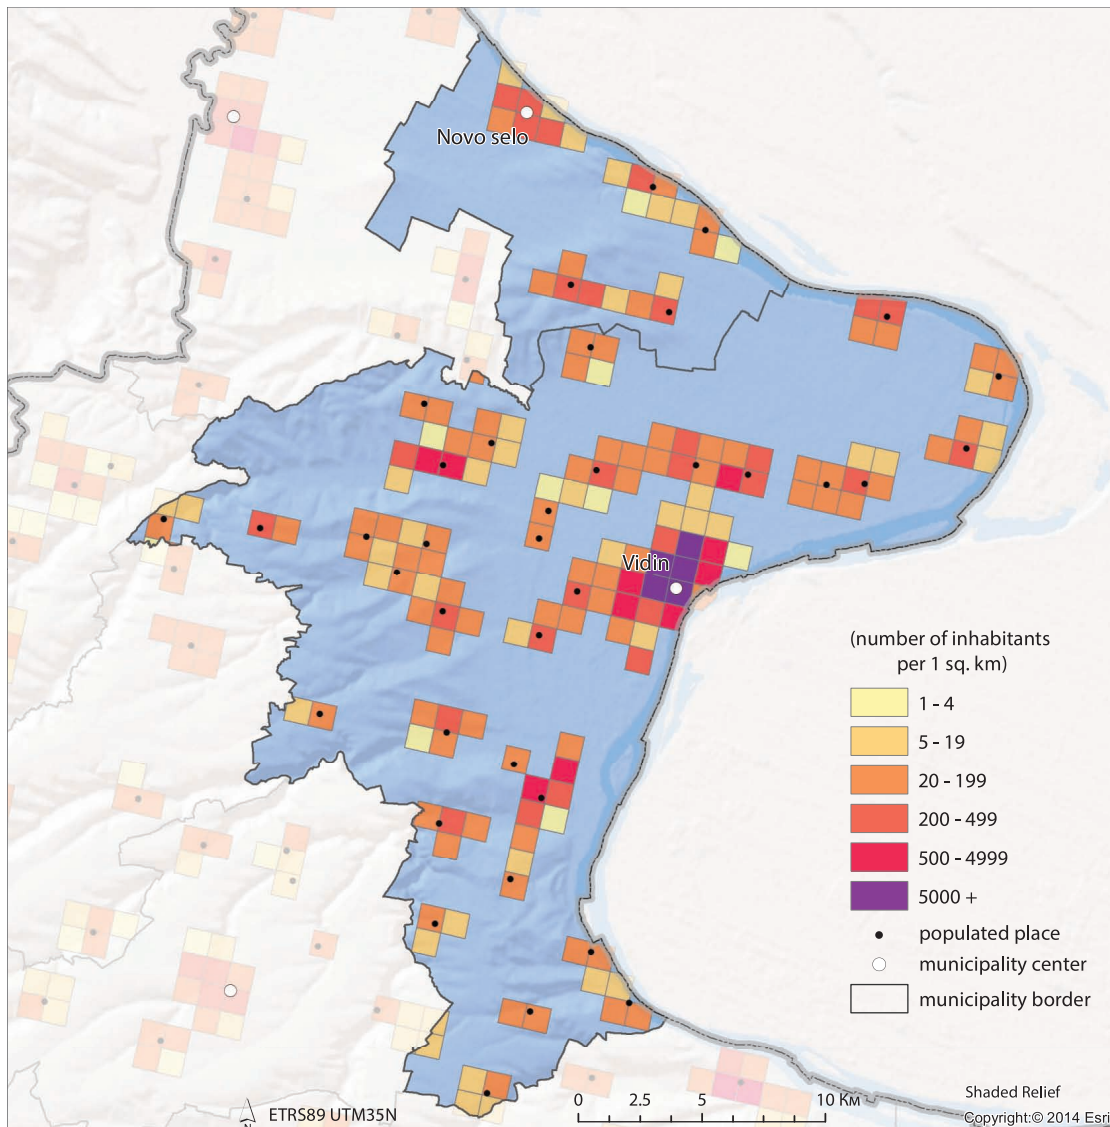 Novo selo
Vidin
(number of inhabitants
per 1 sq. km)
1 - 4
5 - 19
20 - 199
200 - 499
500 - 4999
5000 +
populated place
municipality center
municipality border
0 2.5 5 10 Км
ETRS89 UTM35N
N
Shaded Relief
Copyright:© 2014 Esri